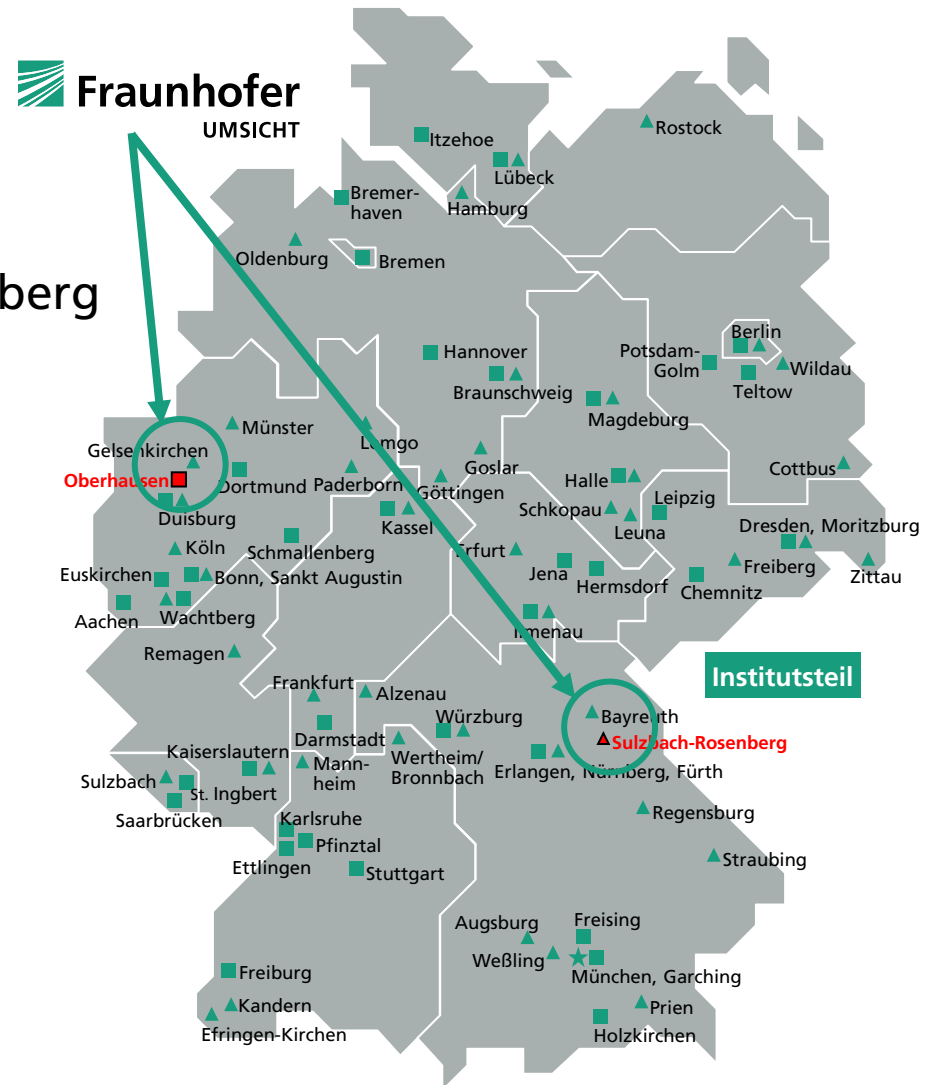 Fraunhofer
UMSICHT
Itzehoe
Rostock
Lübeck
Bremer-
haven
Hamburg
Oldenburg
Bremen
berg
Hannover
Braunschweig
Potsdam-
Golm
Berlin
Wildau
Teltow
Magdeburg
Münster
Lemgo
Gelsenkirchen
Oberhausen
Dortmund
Paderborn
Göttingen
Goslar
Halle
Leipzig
Cottbus
Duisburg
Kassel
Schkopau
Leuna
Dresden, Moritzburg
Köln
Schmallenberg
Erfurt
Jena
Hermsdorf
Freiberg
Zittau
Euskirchen
Bonn, Sankt Augustin
Chemnitz
Aachen
Wachtberg
Ilmenau
Remagen
Institutsteil
Frankfurt
Alzenau
Würzburg
Bayreuth
Darmstadt
Sulzbach-Rosenberg
Kaiserslautern
Mann-
heim
Wertheim/
Bronnbach
Erlangen, Nürnberg, Fürth
Sulzbach
St. Ingbert
Saarbrücken
Karlsruhe
Pfinztal
Ettlingen
Stuttgart
Regensburg
Straubing
Augsburg
Freising
Weßling
München, Garching
Freiburg
Kandern
Efringen-Kirchen
Prien
Holzkirchen